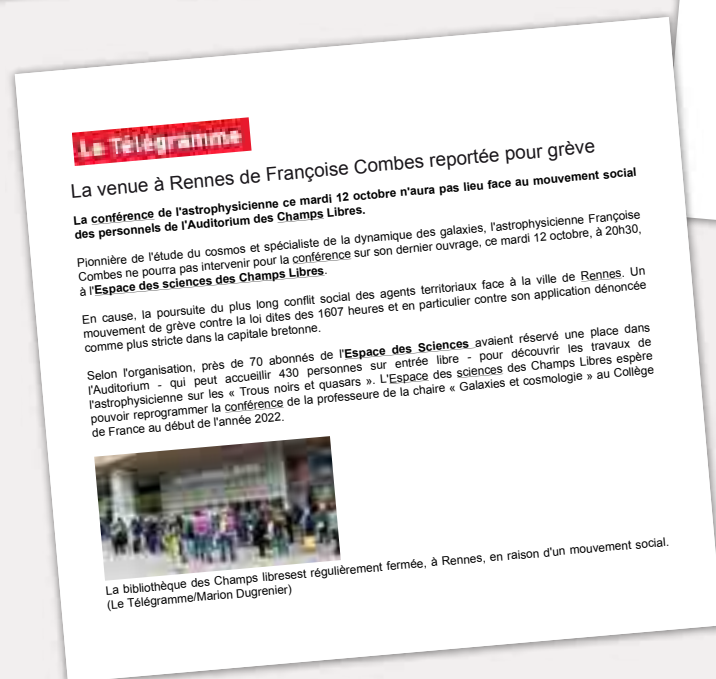 Le Télégramme
La venue à Rennes de Françoise Combes reportée pour grève
La conférence de l'astrophysicienne ce mardi 12 octobre n'aura pas lieu face au mouvement social
des personnels de l'Auditorium des Champs Libres.
Pionnière de l'étude du cosmos et spécialiste de la dynamique des galaxies, l'astrophysicienne Françoise
Combes ne pourra pas intervenir pour la conférence sur son dernier ouvrage, ce mardi 12 octobre, à 20h30,
à l'Espace des sciences des Champs Libres.
En cause, la poursuite du plus long conflit social des agents territoriaux face à la ville de Rennes. Un
mouvement de grève contre la loi dites des 1607 heures et en particulier contre son application dénoncée
comme plus stricte dans la capitale bretonne.
Selon l'organisation, près de 70 abonnés de l'Espace des Sciences avaient réservé une place dans
l'Auditorium - qui peut accueillir 430 personnes sur entrée libre - pour découvrir les travaux de
l'astrophysicienne sur les « Trous noirs et quasars ». L'Espace des sciences des Champs Libres espère
pouvoir reprogrammer la conférence de la professeure de la chaire « Galaxies et cosmologie » au Collège
de France au début de l'année 2022.
La bibliothèque des Champs libresest régulièrement fermée, à Rennes, en raison d'un mouvement social.
(Le Télégramme/Marion Dugrenier)